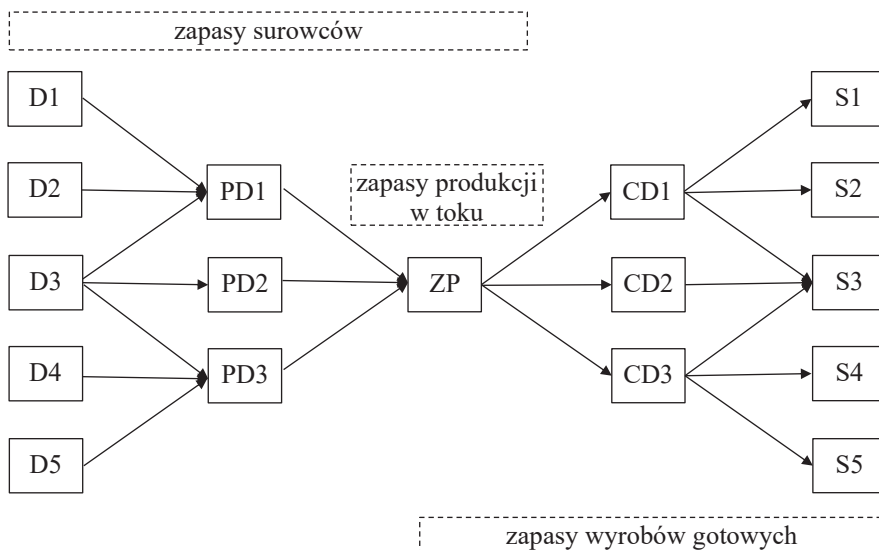 zapasy surowców
D1
S1
D2
PD1
zapasy produkcji
w toku
CD1
S2
D3
PD2
ZP
CD2
S3
D4
PD3
CD3
S4
D5
S5
zapasy wyrobów gotowych